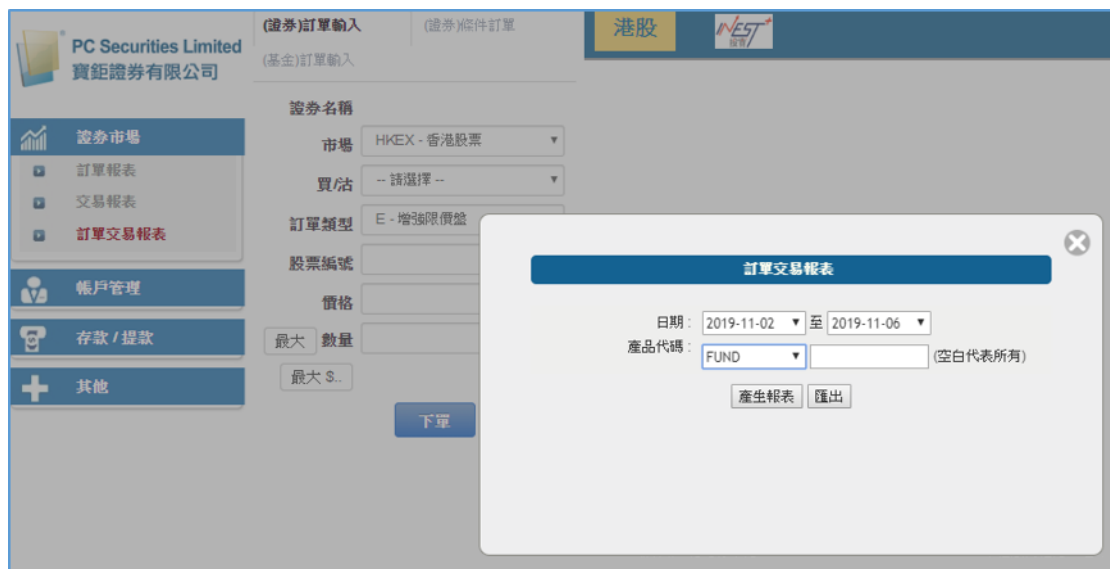 PC Securities Limited
寶鉅證券有限公司
證券市場
訂單報表
交易報表
訂單交易報表
帳戶管理
存款 / 提款
其他
(證券)訂單輸入
(證券)條件訂單
(基金)訂單輸入
證券名稱
市場 HKEX - 香港股票
買/沽 -- 請選擇 --
訂單類型 E - 增強限價盤
股票編號
價格
最大 數量
最大 $..
下單
港股
iNVEST
訂單交易報表
日期 : 2019-11-02 至 2019-11-06
產品代碼 : FUND (空白代表所有)
產生報表 匯出